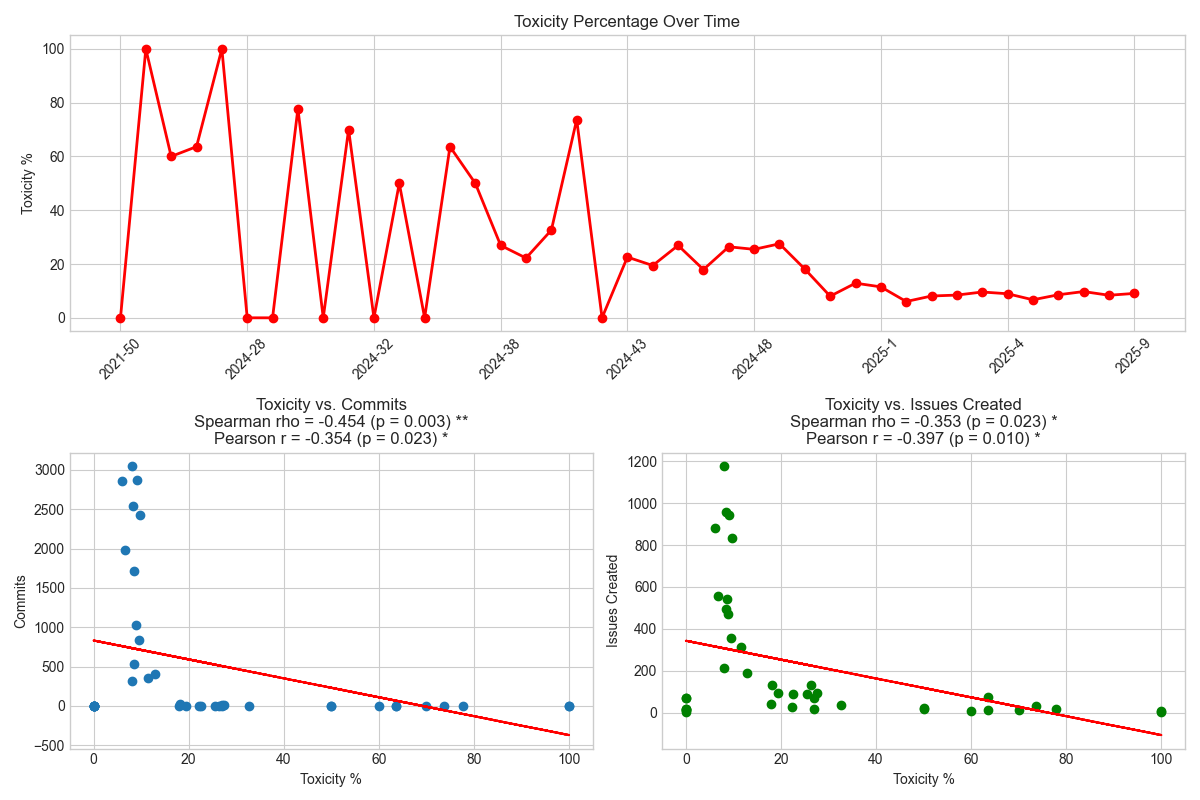 Toxicity Percentage Over Time
100
80
60
40
20
0
Toxicity %
2021-50
2024-28
2024-32
2024-38
2024-43
2024-48
2025-1
2025-4
2025-9
Toxicity vs. Commits
Spearman rho = -0.454 (p = 0.003) **
Pearson r = -0.354 (p = 0.023) *
3000
2500
2000
1500
1000
500
0
−500
Commits
0 20 40 60 80 100
Toxicity %
Toxicity vs. Issues Created
Spearman rho = -0.353 (p = 0.023) *
Pearson r = -0.397 (p = 0.010) *
1200
1000
800
600
400
200
0
Issues Created
0 20 40 60 80 100
Toxicity %